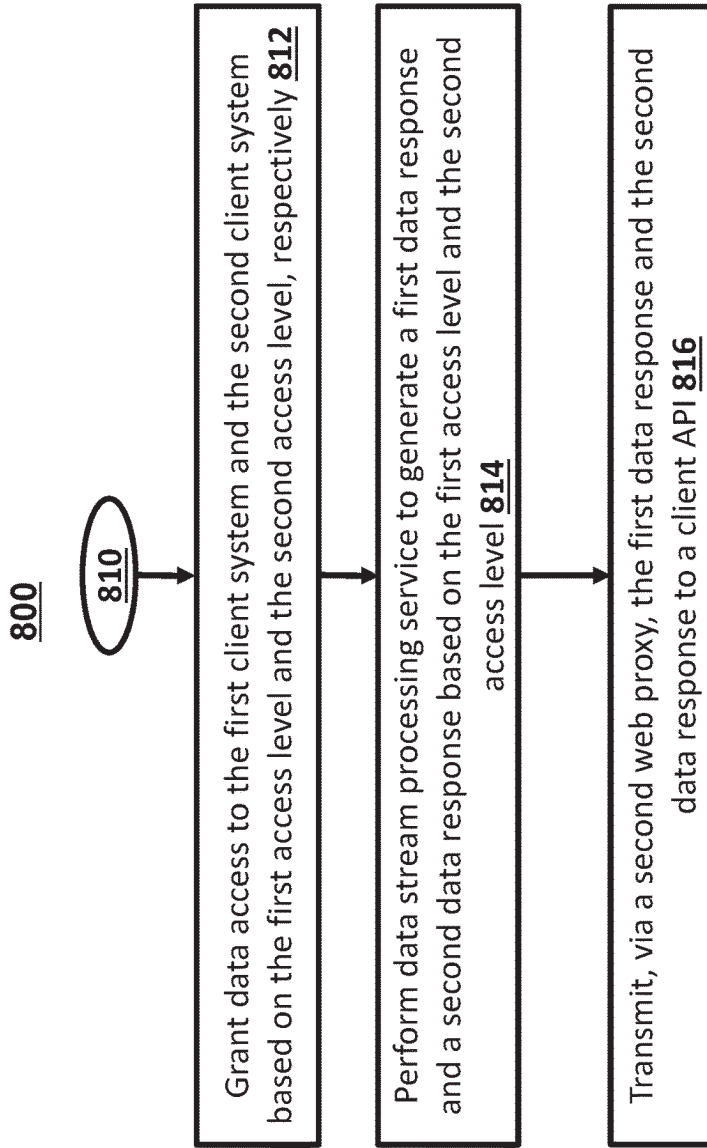 800
810
Grant data access to the first client system and the second client system
based on the first access level and the second access level, respectively 812
Perform data stream processing service to generate a first data response
and a second data response based on the first access level and the second
access level 814
Transmit, via a second web proxy, the first data response and the second
data response to a client API 816